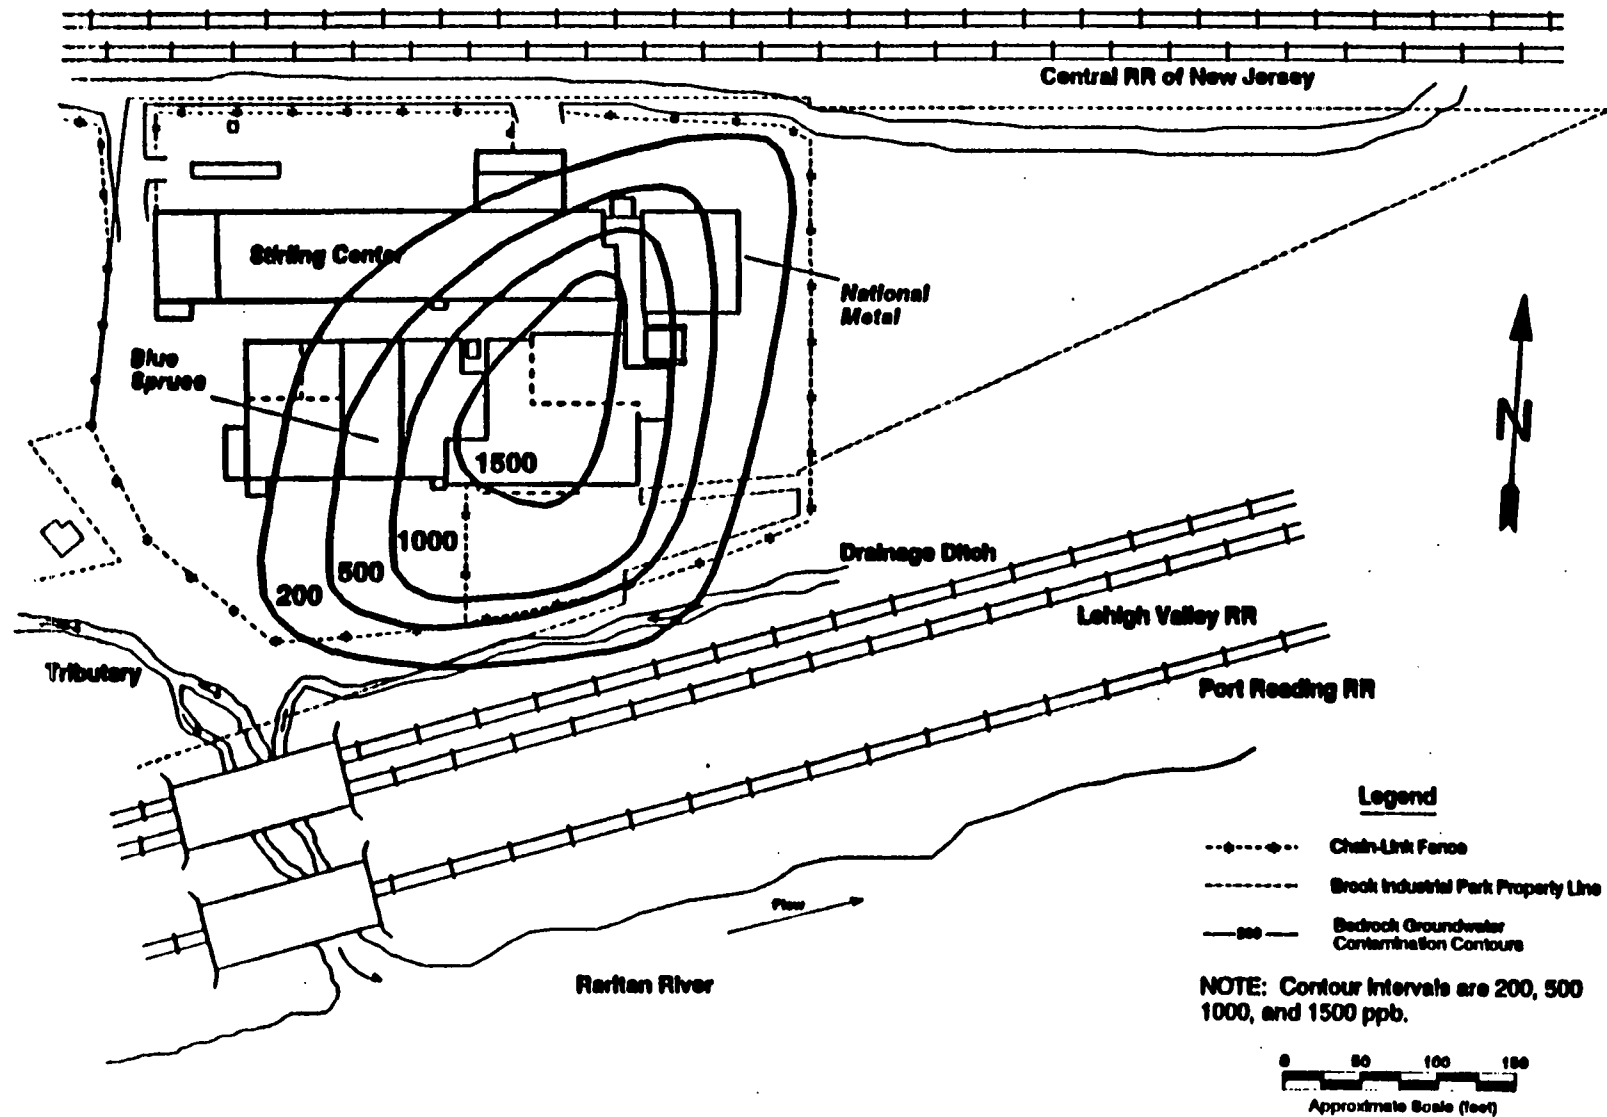 Central RR of New Jersey
Stirling Center
National
Metal
Blue
Spruce
N
1500
1000
500
200
Drainage Ditch
Lehigh Valley RR
Tributary
Port Reading RR
Legend
Chain-Link Fence
Brook Industrial Park Property Line
Bedrock Groundwater
Contamination Contours
Flow
Raritan River
NOTE: Contour Intervals are 200, 500
1000, and 1500 ppb.
0 50 100 150
Approximate Scale (feet)